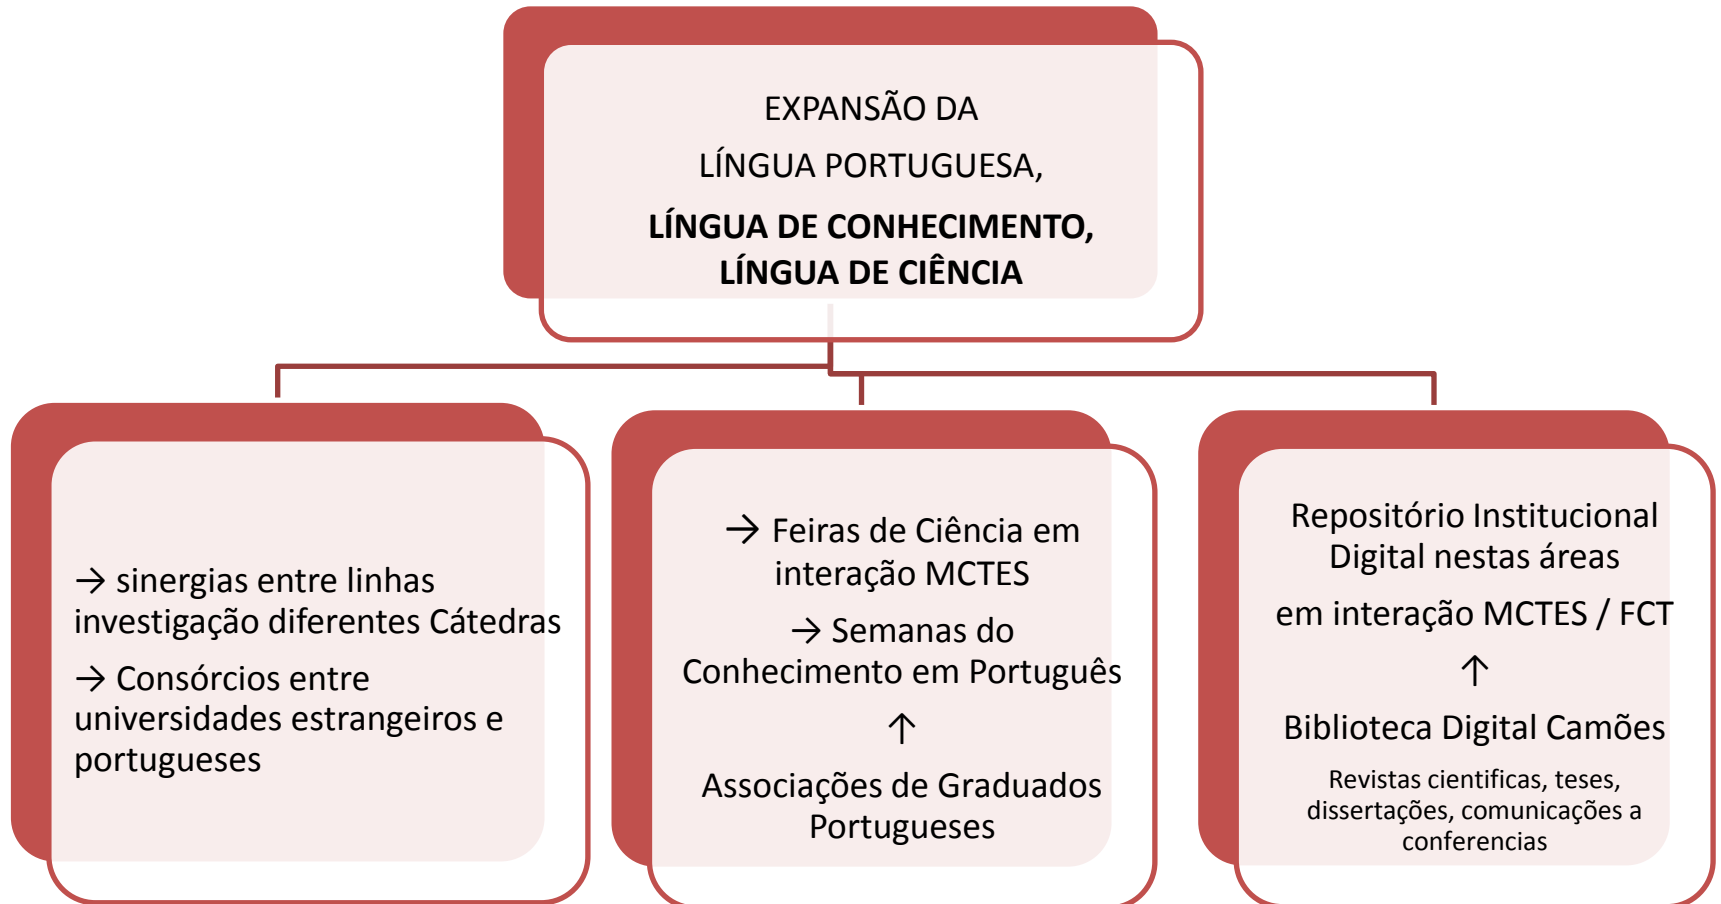 EXPANSÃO DA
LÍNGUA PORTUGUESA,
LÍNGUA DE CONHECIMENTO,
LÍNGUA DE CIÊNCIA
→ sinergias entre linhas
investigação diferentes Cátedras
→ Consórcios entre
universidades estrangeiros e
portugueses
→ Feiras de Ciência em
interação MCTES
→ Semanas do
Conhecimento em Português
↑
Associações de Graduados
Portugueses
Repositório Institucional
Digital nestas áreas
em interação MCTES / FCT
↑
Biblioteca Digital Camões
Revistas cientificas, teses,
dissertações, comunicações a
conferencias